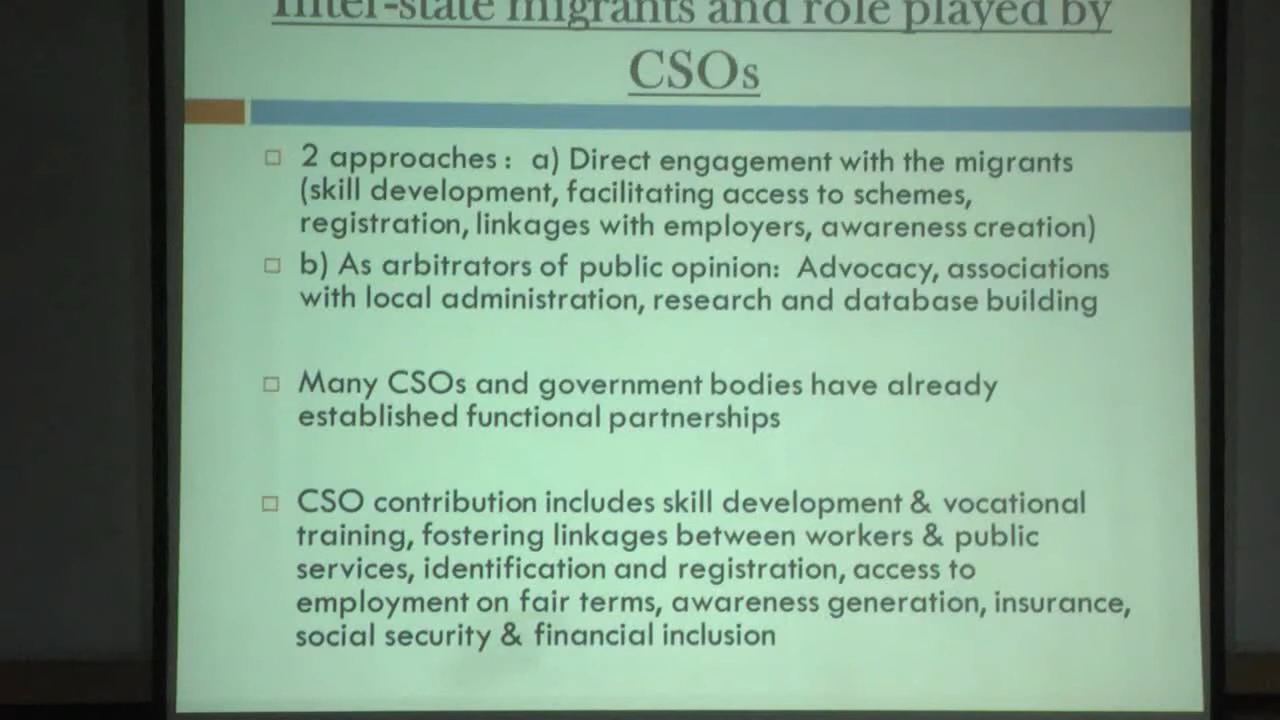 Inter-state migrants and role played by
CSOs
2 approaches : a) Direct engagement with the migrants
(skill development, facilitating access to schemes,
registration, linkages with employers, awareness creation)
b) As arbitrators of public opinion: Advocacy, associations
with local administration, research and database building
Many CSOs and government bodies have already
established functional partnerships
CSO contribution includes skill development & vocational
training, fostering linkages between workers & public
services, identification and registration, access to
employment on fair terms, awareness generation, insurance,
social security & financial inclusion